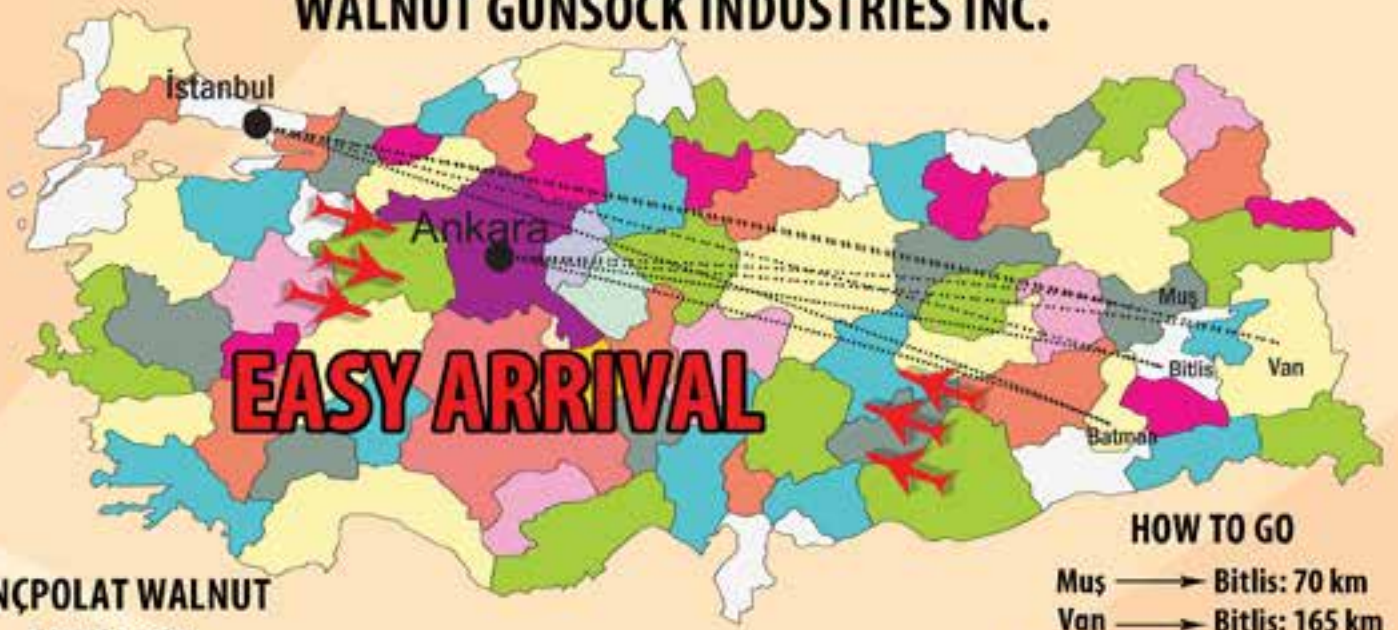 WALNUT GUNSOCK INDUSTRIES INC.
İstanbul
Ankara
Muş
Bitlis
Van
EASY ARRIVAL
Batman
HOW TO GO
Muş → Bitlis: 70 km
NÇPOLAT WALNUT
Van → Bitlis: 165 km